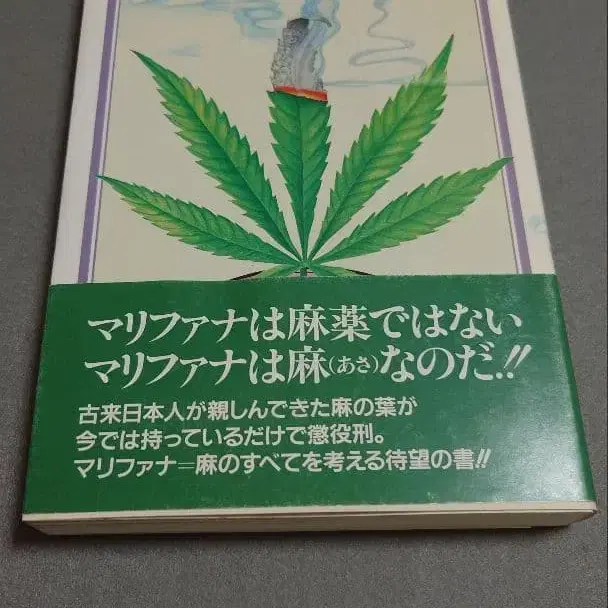 マリファナは麻薬ではない
マリファナは麻(あさ)なのだ!!
古来日本人が親しんできた麻の葉が
今では持っているだけで懲役刑。
マリファナ=麻のすべてを考える待望の書!!